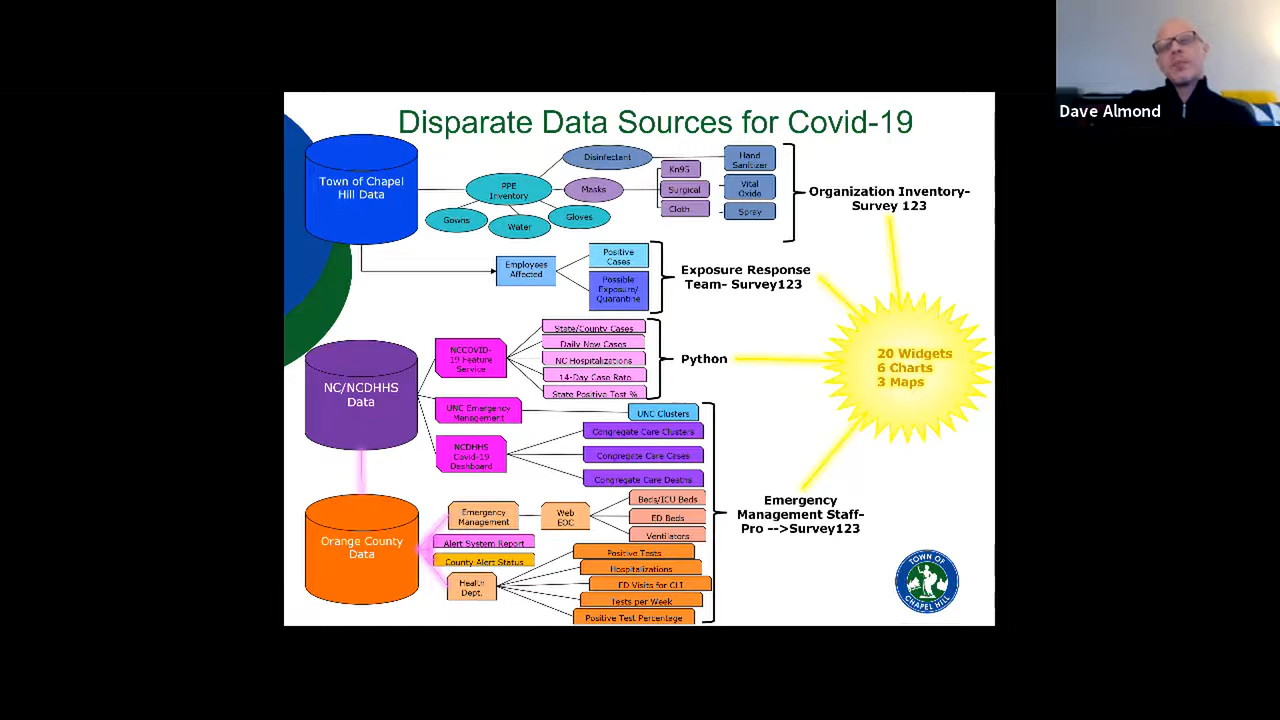 Dave Almond
Disparate Data Sources for Covid-19
Town of Chapel
Hill Data
PPE
Inventory
Disinfectant
Masks
Gowns
Water
Gloves
Kn95
Surgical
Cloth
Hand
Sanitizer
Vital
Oxide
Spray
Organization Inventory-
Survey 123
Employees
Affected
Positive
Cases
Possible
Exposure/
Quarantine
Exposure Response
Team- Survey123
NC/NCDHHS
Data
NCCOVID-
19 Feature
Service
State/County Cases
Daily New Cases
NC Hospitalizations
14-Day Case Rate
State Positive Test %
Python
UNC Emergency
Management
UNC Clusters
NCDHHS
Covid-19
Dashboard
Congregate Care Clusters
Congregate Care Cases
Congregate Care Deaths
Orange County
Data
Emergency
Management
Web
EOC
Beds/ICU Beds
ED Beds
Ventilators
Alert System Report
County Alert Status
Health
Dept.
Positive Tests
Hospitalizations
ED Visits for CLI
Tests per Week
Positive Test Percentage
Emergency
Management Staff-
Pro -->Survey123
20 Widgets
6 Charts
3 Maps
TOWN OF
CHAPEL HILL